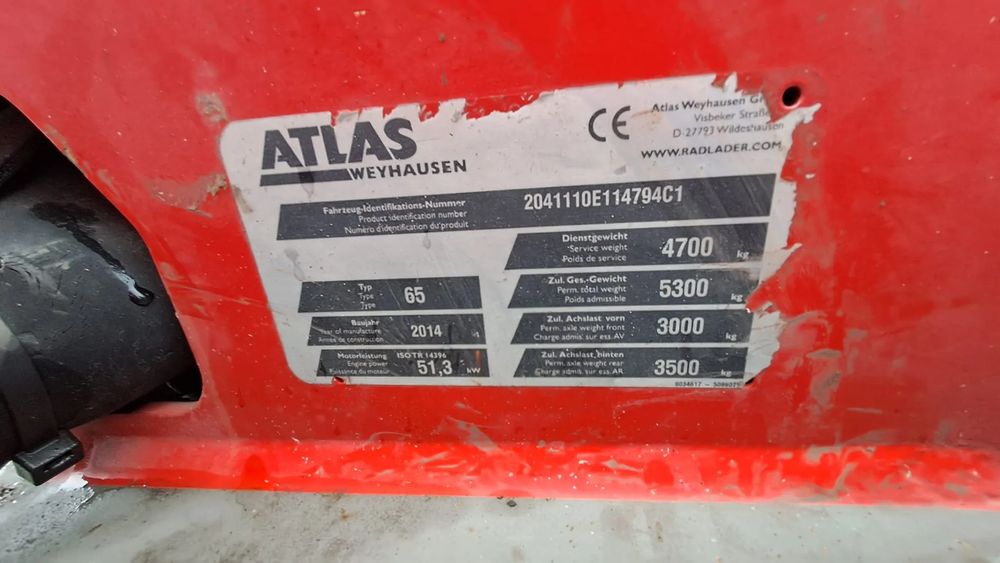 ATLAS
WEYHAUSEN
CE
Atlas Weyhausen
Visbeker Straße
D-27793 Wildeshausen
WWW.RADLADER.COM
Fahrzeug-Identifikations-Nummer
Product identification number
Numéro d'identification du produit
2041110E114794C1
Dienstgewicht
Service weight
Poids de service
4700 kg
Typ
Type
Type
65
Zul. Ges.-Gewicht
Perm. total weight
Poids admissible
5300 kg
Baujahr
Year of manufacture
Année de construction
2014
Zul. Achslast vorn
Perm. axle weight front
Charge admis. sur ess. AV
3000 kg
Motorleistung
Engine power
Puissance du moteur
ISO TR 14396
51,3 kW
Zul. Achslast hinten
Perm. axle weight rear
Charge admis. sur ess. AR
3500 kg